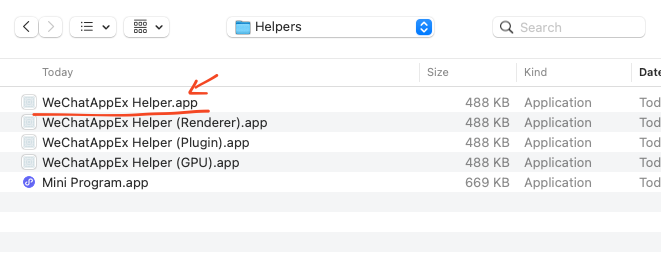 Helpers
Search
Today Size Kind Date
WeChatAppEx Helper.app 488 KB Application Tod
WeChatAppEx Helper (Renderer).app 488 KB Application Tod
WeChatAppEx Helper (Plugin).app 488 KB Application Tod
WeChatAppEx Helper (GPU).app 488 KB Application Tod
Mini Program.app 669 KB Application Tod